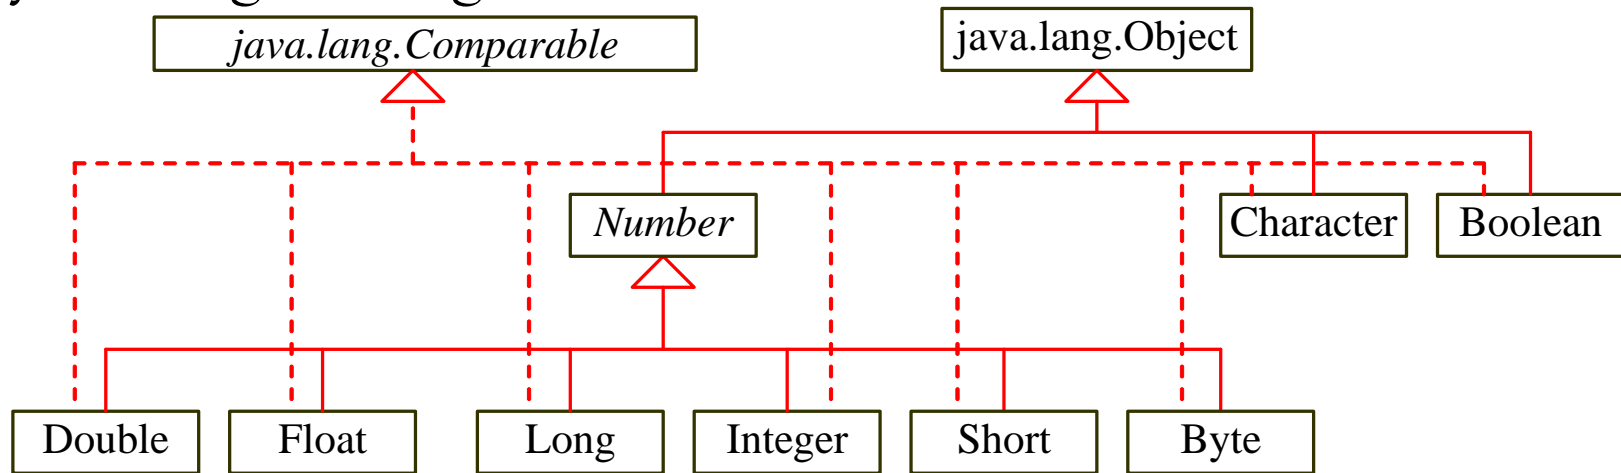 java.lang.Comparable
java.lang.Object
Number
Character
Boolean
Double
Float
Long
Integer
Short
Byte